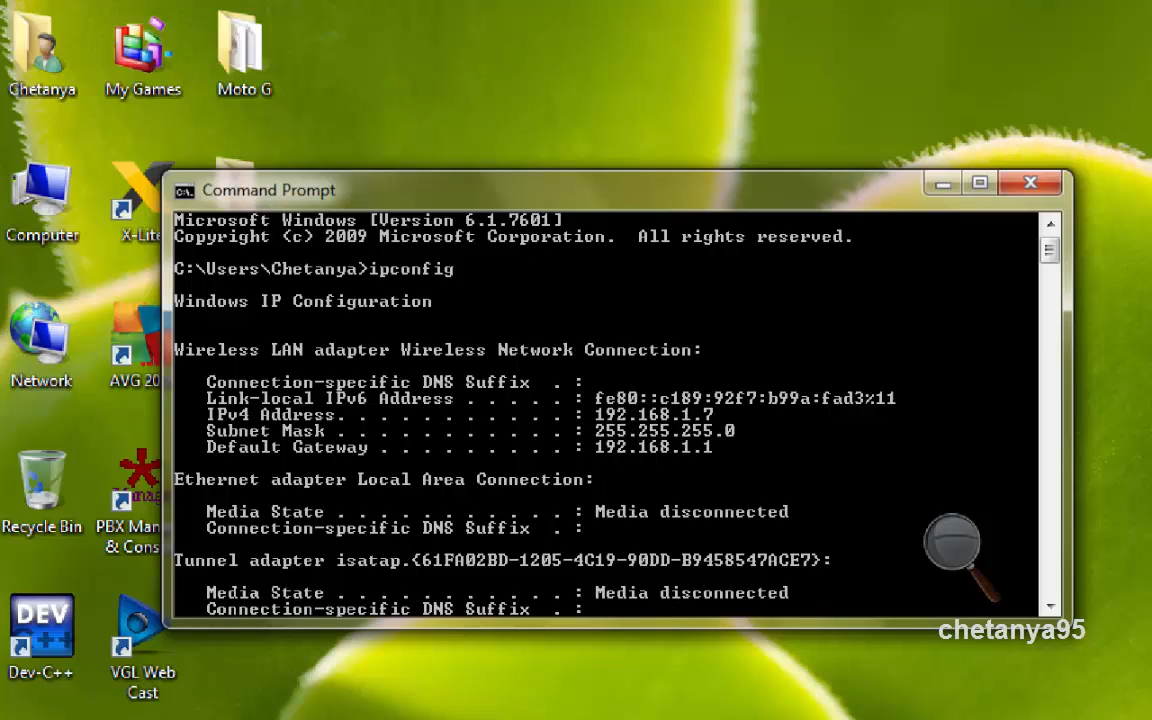 Chetanya
My Games
Moto G
Computer
X-Lite
Network
AVG 20
Recycle Bin
PBX Man
& Cons
DEV
C++
Dev-C++
VGL Web
Cast
Command Prompt
Microsoft Windows [Version 6.1.7601]
Copyright (c) 2009 Microsoft Corporation.  All rights reserved.
C:\Users\Chetanya>ipconfig
Windows IP Configuration
Wireless LAN adapter Wireless Network Connection:
Connection-specific DNS Suffix  . :
Link-local IPv6 Address . . . . . : fe80::c189:92f7:b99a:fad3%11
IPv4 Address. . . . . . . . . . . : 192.168.1.7
Subnet Mask . . . . . . . . . . . : 255.255.255.0
Default Gateway . . . . . . . . . : 192.168.1.1
Ethernet adapter Local Area Connection:
Media State . . . . . . . . . . . : Media disconnected
Connection-specific DNS Suffix  . :
Tunnel adapter isatap.{61FA02BD-1205-4C19-90DD-B9458547ACE7}:
Media State . . . . . . . . . . . : Media disconnected
Connection-specific DNS Suffix  . :
chetanya95